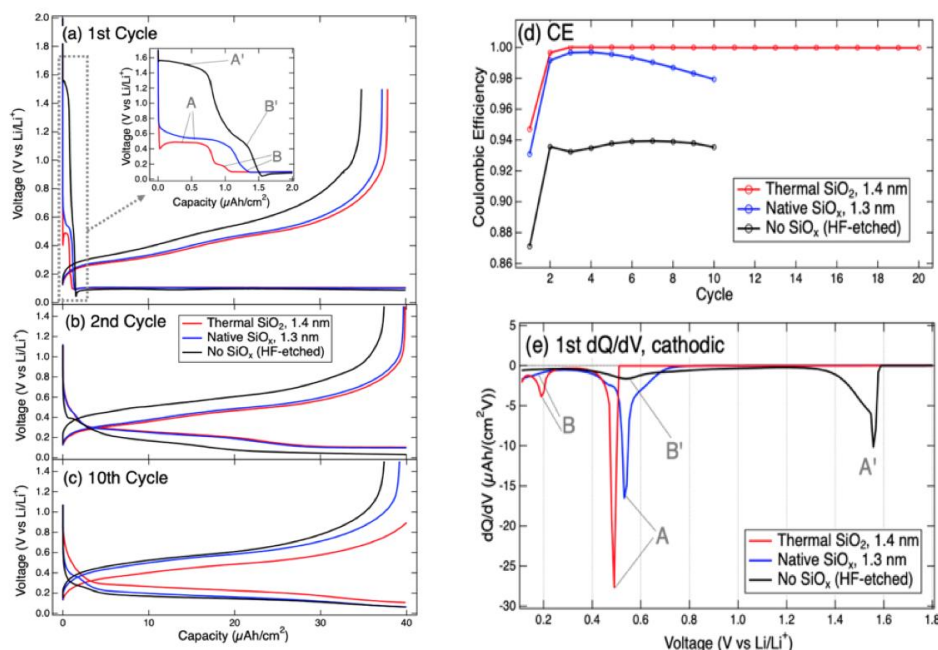 (a) 1st Cycle
Voltage (V vs Li/Li⁺)
2.0
1.8
1.6
1.4
1.2
1.0
0.8
0.6
0.4
0.2
0.0
Voltage (V vs Li/Li⁺)
2.0
1.6
1.2
0.8
0.4
0.0
A'
A
B'
B
0.0 0.5 1.0 1.5 2.0
Capacity (µAh/cm²)
(b) 2nd Cycle
Voltage (V vs Li/Li⁺)
1.4
1.2
1.0
0.8
0.6
0.4
0.2
0.0
Thermal SiO₂, 1.4 nm
Native SiOₓ, 1.3 nm
No SiOₓ (HF-etched)
(c) 10th Cycle
Voltage (V vs Li/Li⁺)
1.4
1.2
1.0
0.8
0.6
0.4
0.2
0.0
0 10 20 30 40
Capacity (µAh/cm²)
(d) CE
Coulombic Efficiency
1.00
0.98
0.96
0.94
0.92
0.90
0.88
0.86
Thermal SiO₂, 1.4 nm
Native SiOₓ, 1.3 nm
No SiOₓ (HF-etched)
0 2 4 6 8 10 12 14 16 18 20
Cycle
(e) 1st dQ/dV, cathodic
dQ/dV (µAh/(cm²V))
5
0
-5
-10
-15
-20
-25
-30
B
B'
A'
A
Thermal SiO₂, 1.4 nm
Native SiOₓ, 1.3 nm
No SiOₓ (HF-etched)
0.2 0.4 0.6 0.8 1.0 1.2 1.4 1.6 1.8
Voltage (V vs Li/Li⁺)